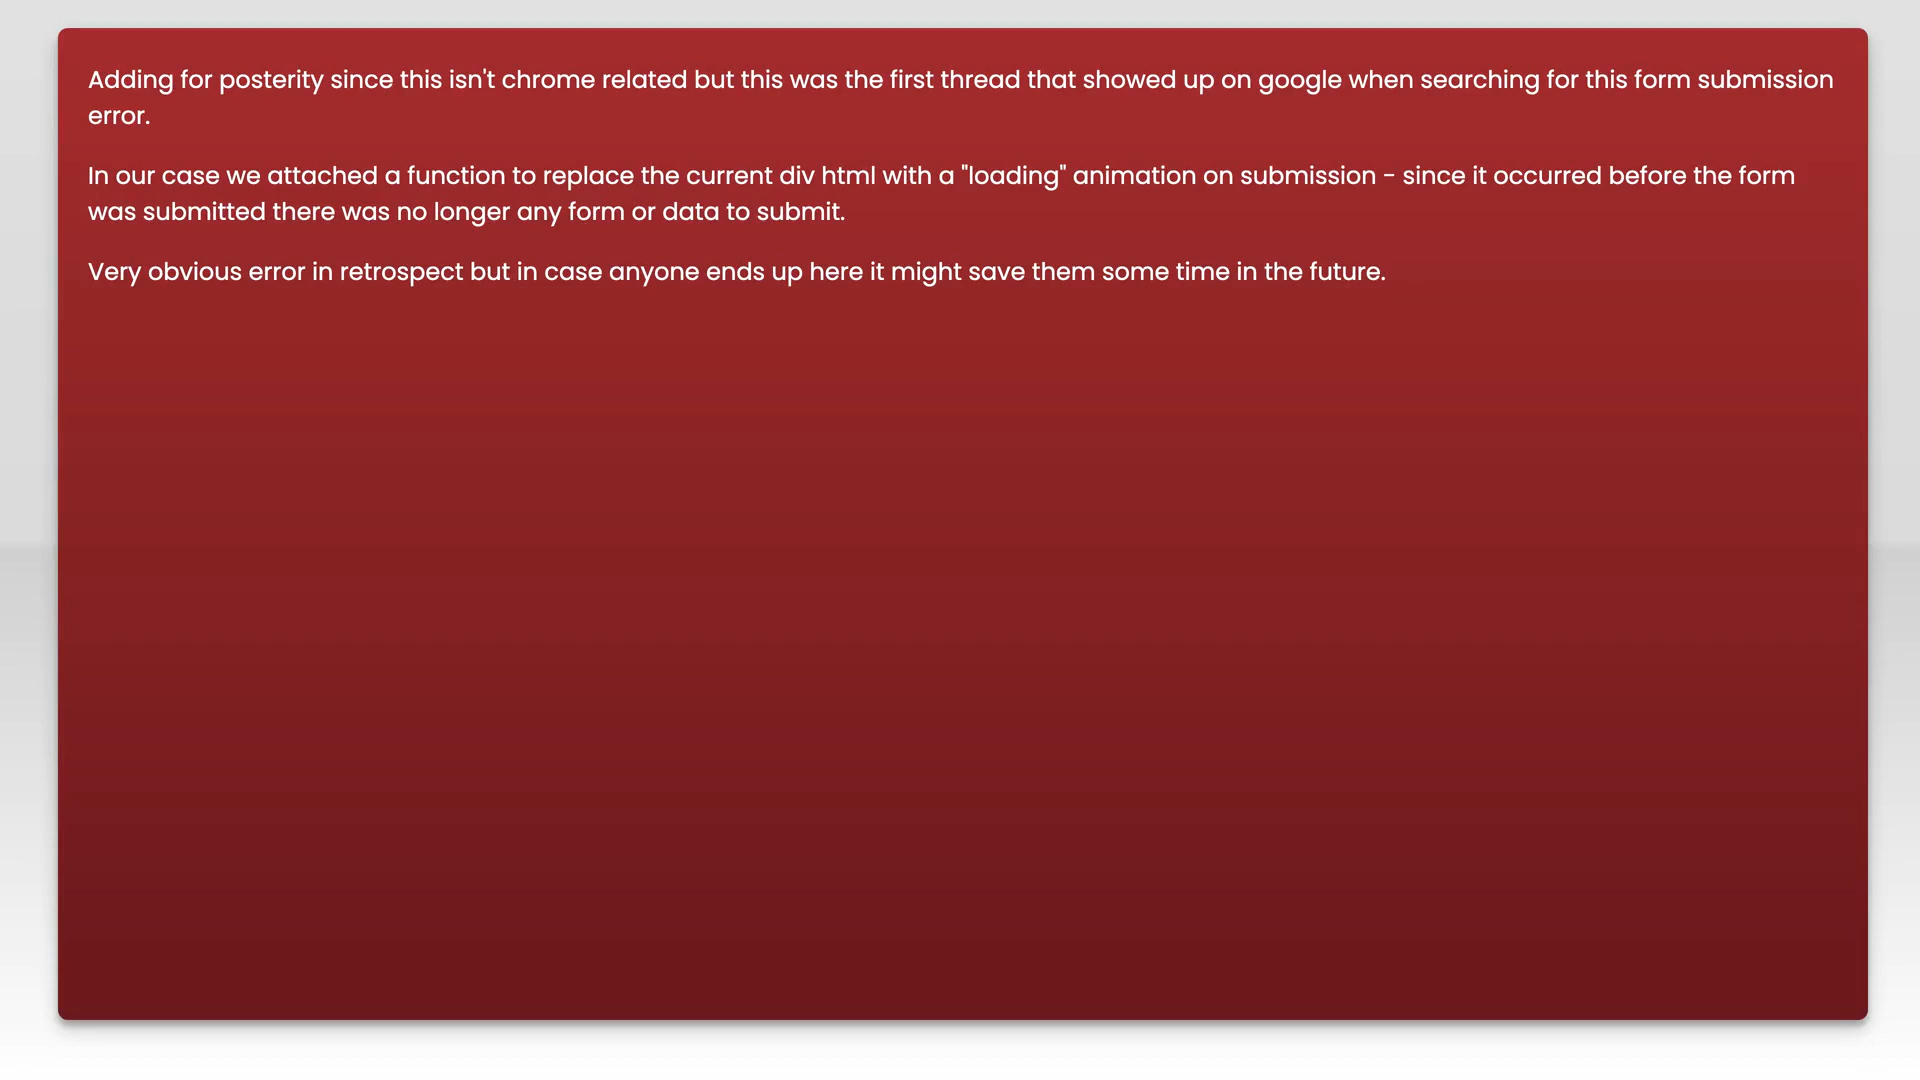 Adding for posterity since this isn't chrome related but this was the first thread that showed up on google when searching for this form submission
error.
In our case we attached a function to replace the current div html with a "loading" animation on submission - since it occurred before the form
was submitted there was no longer any form or data to submit.
Very obvious error in retrospect but in case anyone ends up here it might save them some time in the future.